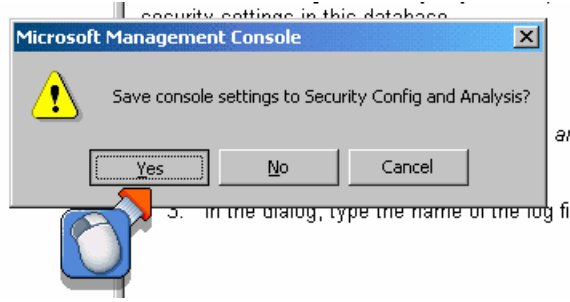 security settings in this database
Microsoft Management Console
Save console settings to Security Config and Analysis?
Yes
No
Cancel
3. In the dialog, type the name of the log fi